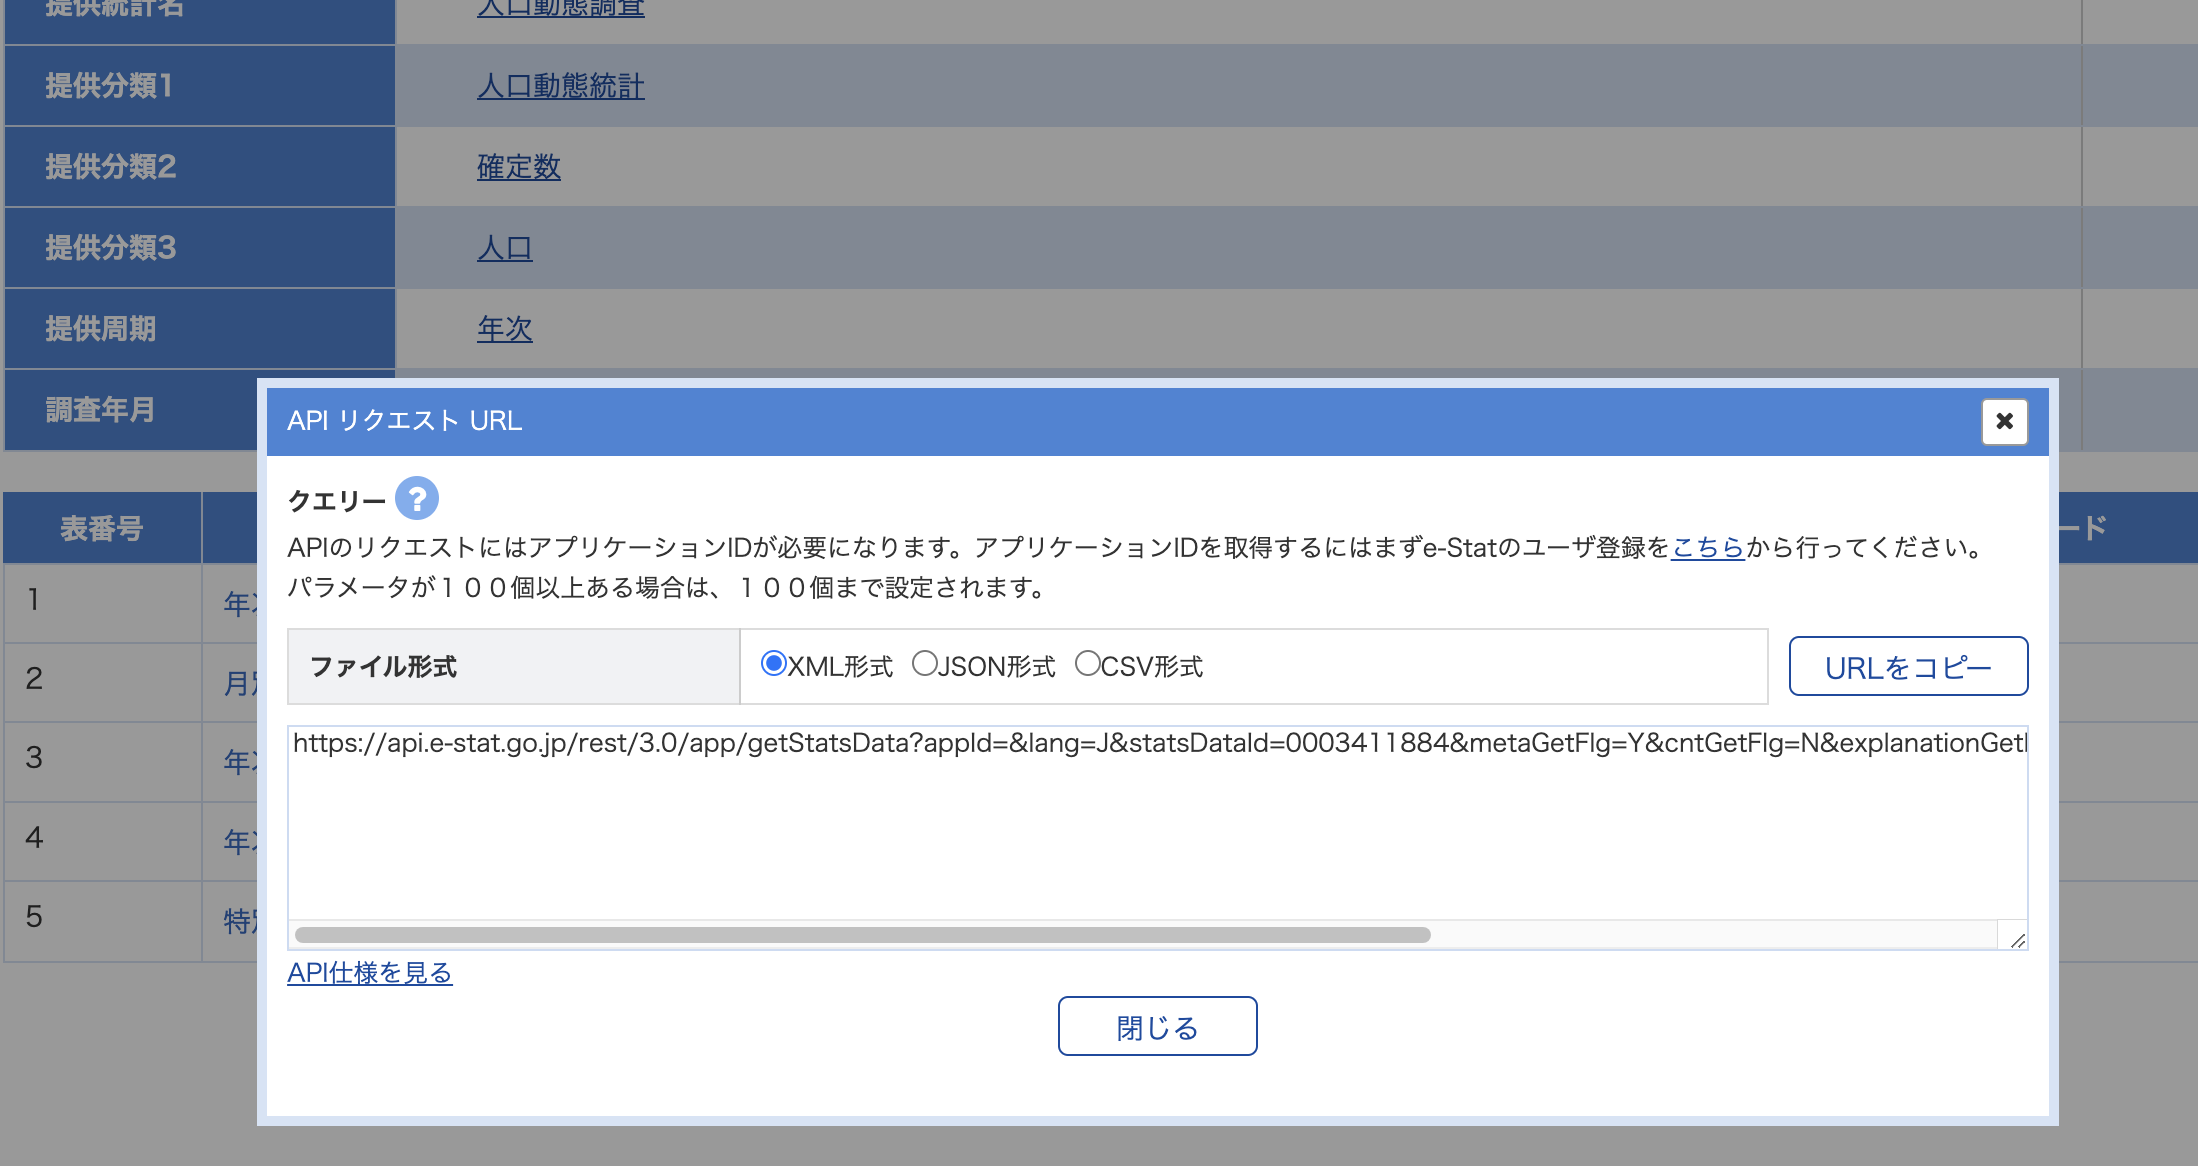 提供統計名
人口動態調査
提供分類1
人口動態統計
提供分類2
確定数
提供分類3
人口
提供周期
年次
調査年月
API リクエスト URL
クエリー ?
APIのリクエストにはアプリケーションIDが必要になります。アプリケーションIDを取得するにはまずe-Statのユーザ登録をこちらから行ってください。
パラメータが１００個以上ある場合は、１００個まで設定されます。
ファイル形式
XML形式 JSON形式 CSV形式
URLをコピー
https://api.e-stat.go.jp/rest/3.0/app/getStatsData?appId=&lang=J&statsDataId=0003411884&metaGetFlg=Y&cntGetFlg=N&explanationGet
API仕様を見る
閉じる
表番号
ード
1
年
2
月
3
年
4
年
5
特